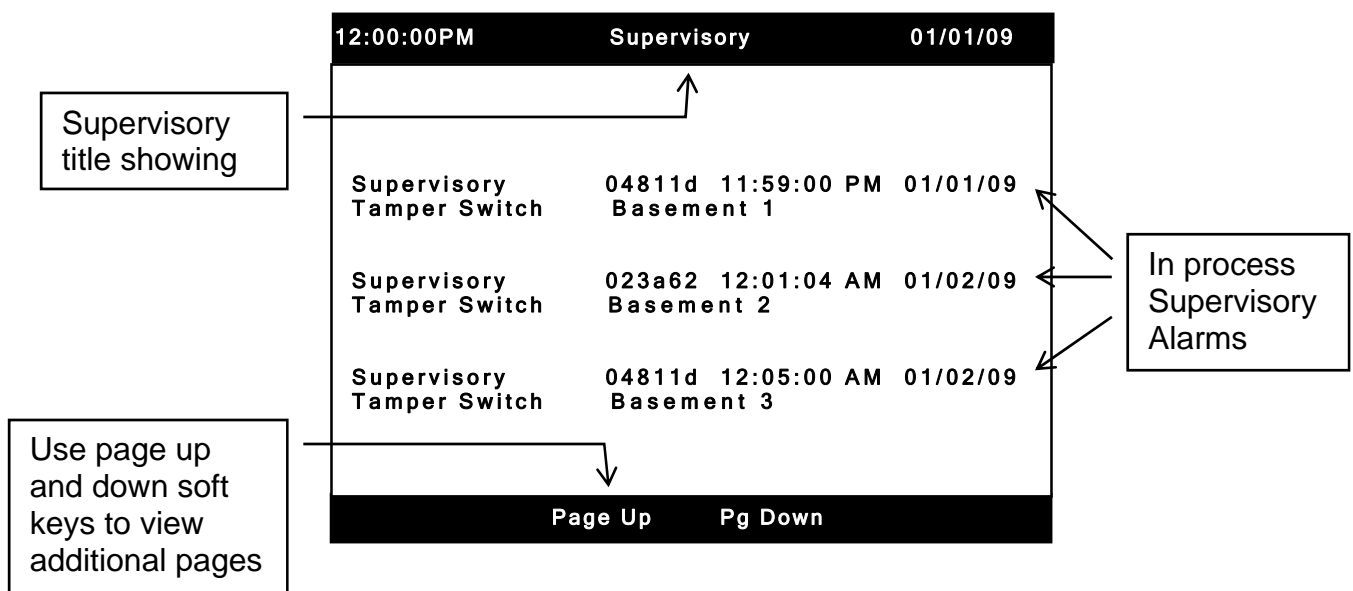 12:00:00PM Supervisory 01/01/09
Supervisory
title showing
Supervisory 04811d 11:59:00 PM 01/01/09
Tamper Switch Basement 1
Supervisory 023a62 12:01:04 AM 01/02/09
Tamper Switch Basement 2
Supervisory 04811d 12:05:00 AM 01/02/09
Tamper Switch Basement 3
In process
Supervisory
Alarms
Use page up
and down soft
keys to view
additional pages
Page Up Pg Down